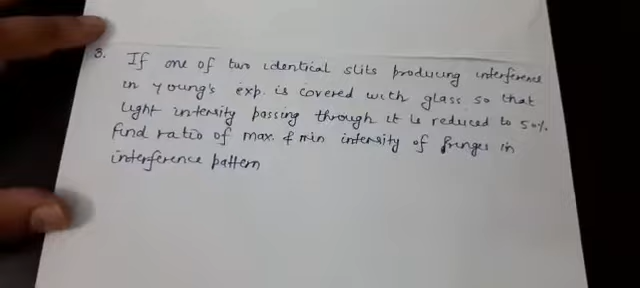 3. If one of two identical slits producing interference
in Young's exp. is covered with glass so that
light intensity passing through it is reduced to 50%.
find ratio of max. & min intensity of fringes in
interference pattern